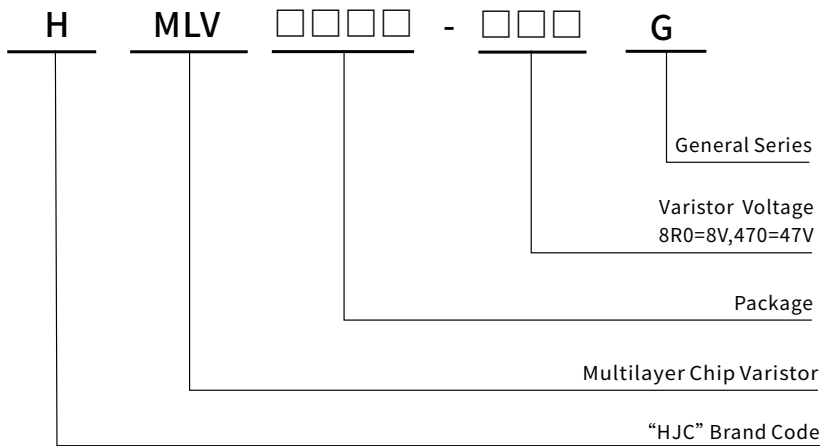 H MLV □□□□ - □□□ G
General Series
Varistor Voltage
8R0=8V,470=47V
Package
Multilayer Chip Varistor
“HJC” Brand Code